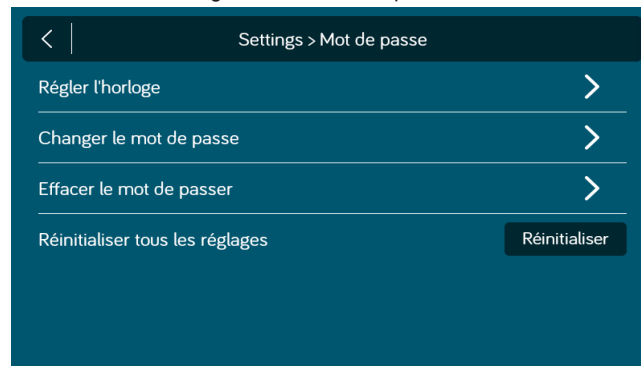 Settings > Mot de passe
Régler l'horloge
Changer le mot de passe
Effacer le mot de passer
Réinitialiser tous les réglages
Réinitialiser